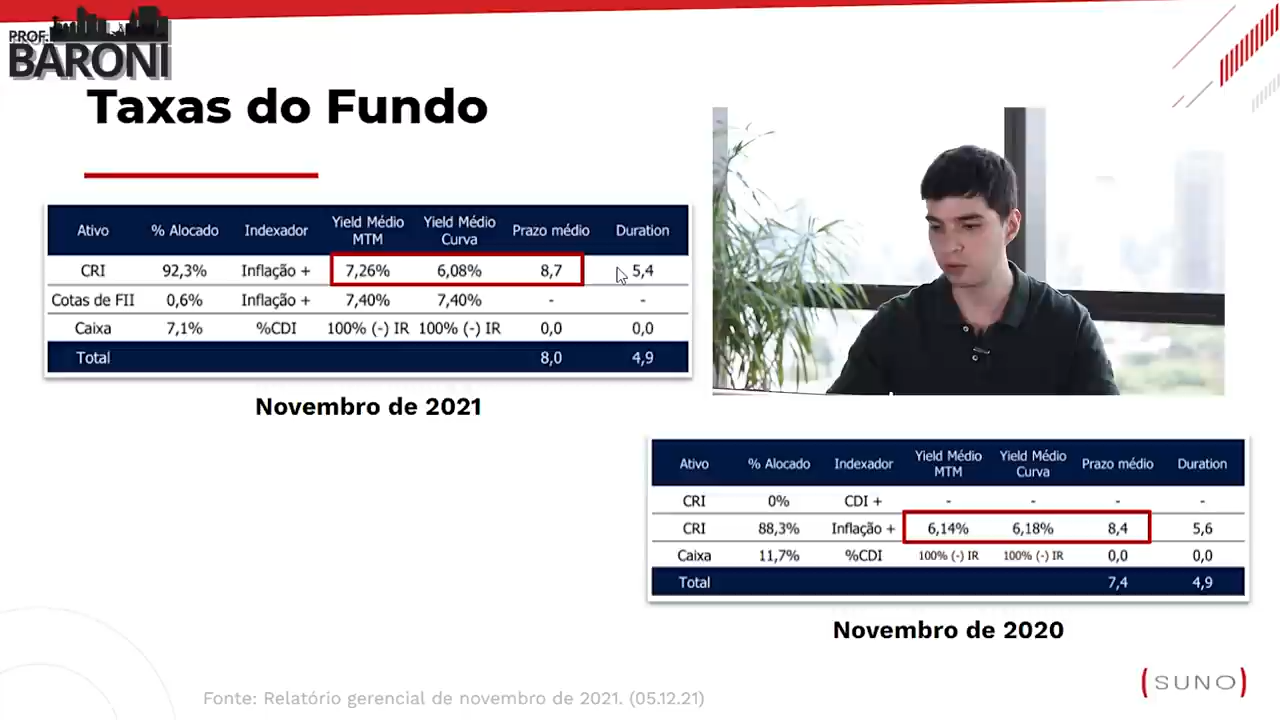 PROF.
BARONI
Taxas do Fundo
Ativo % Alocado Indexador Yield Médio MTM Yield Médio Curva Prazo médio Duration
CRI 92,3% Inflação + 7,26% 6,08% 8,7 5,4
Cotas de FII 0,6% Inflação + 7,40% 7,40% - -
Caixa 7,1% %CDI 100% (-) IR 100% (-) IR 0,0 0,0
Total 8,0 4,9
Novembro de 2021
Ativo % Alocado Indexador Yield Médio MTM Yield Médio Curva Prazo médio Duration
CRI 0% CDI + - - - -
CRI 88,3% Inflação + 6,14% 6,18% 8,4 5,6
Caixa 11,7% %CDI 100% (-) IR 100% (-) IR 0,0 0,0
Total 7,4 4,9
Novembro de 2020
Fonte: Relatório gerencial de novembro de 2021. (05.12.21)
(SUNO)